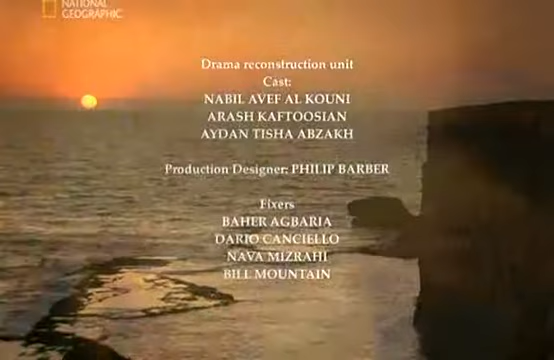 NATIONAL
GEOGRAPHIC
Drama reconstruction unit
Cast:
NABIL AVEF AL KOUNI
ARASH KAFTOOSIAN
AYDAN TISHA ABZAKH
Production Designer: PHILIP BARBER
Fixers
BAHER AGBARIA
DARIO CANCIELLO
NAVA MIZRAHI
BILL MOUNTAIN